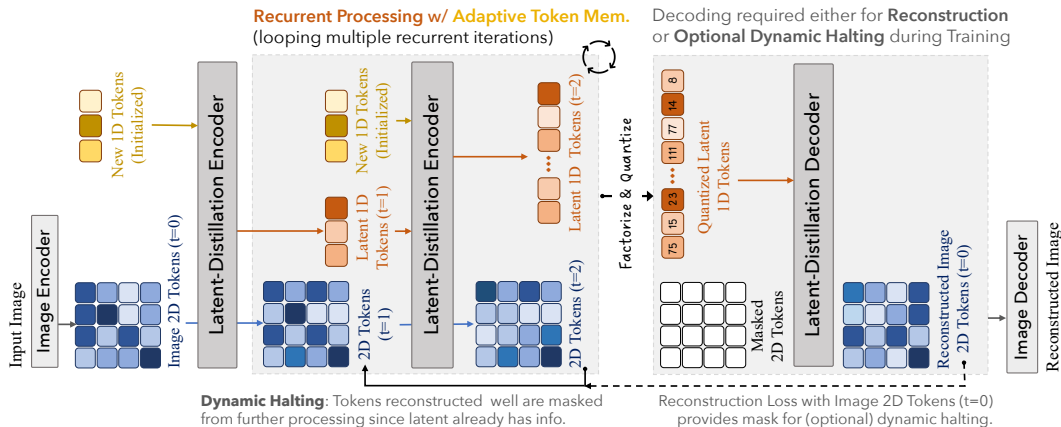 Recurrent Processing w/ Adaptive Token Mem.
(looping multiple recurrent iterations)
Decoding required either for Reconstruction
or Optional Dynamic Halting during Training
Input Image
Image Encoder
New 1D Tokens
(Initialized)
Image 2D Tokens (t=0)
Latent-Distillation Encoder
New 1D Tokens
(Initialized)
Latent 1D
Tokens (t=1)
2D Tokens
(t=1)
Latent-Distillation Encoder
Latent 1D Tokens (t=2)
2D Tokens (t=2)
Factorize & Quantize
8
14
77
111
23
15
75
Quantized Latent
1D Tokens
Masked
2D Tokens
Latent-Distillation Decoder
Reconstructed Image
2D Tokens (t=0)
Image Decoder
Reconstructed Image
Dynamic Halting: Tokens reconstructed well are masked
from further processing since latent already has info.
Reconstruction Loss with Image 2D Tokens (t=0)
provides mask for (optional) dynamic halting.